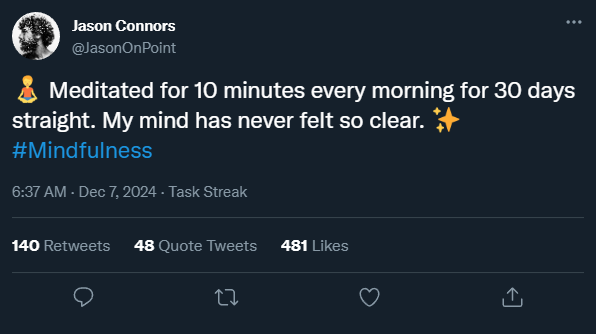 Jason Connors
@JasonOnPoint
🧘 Meditated for 10 minutes every morning for 30 days
straight. My mind has never felt so clear. ✨
#Mindfulness
6:37 AM · Dec 7, 2024 · Task Streak
140 Retweets 48 Quote Tweets 481 Likes